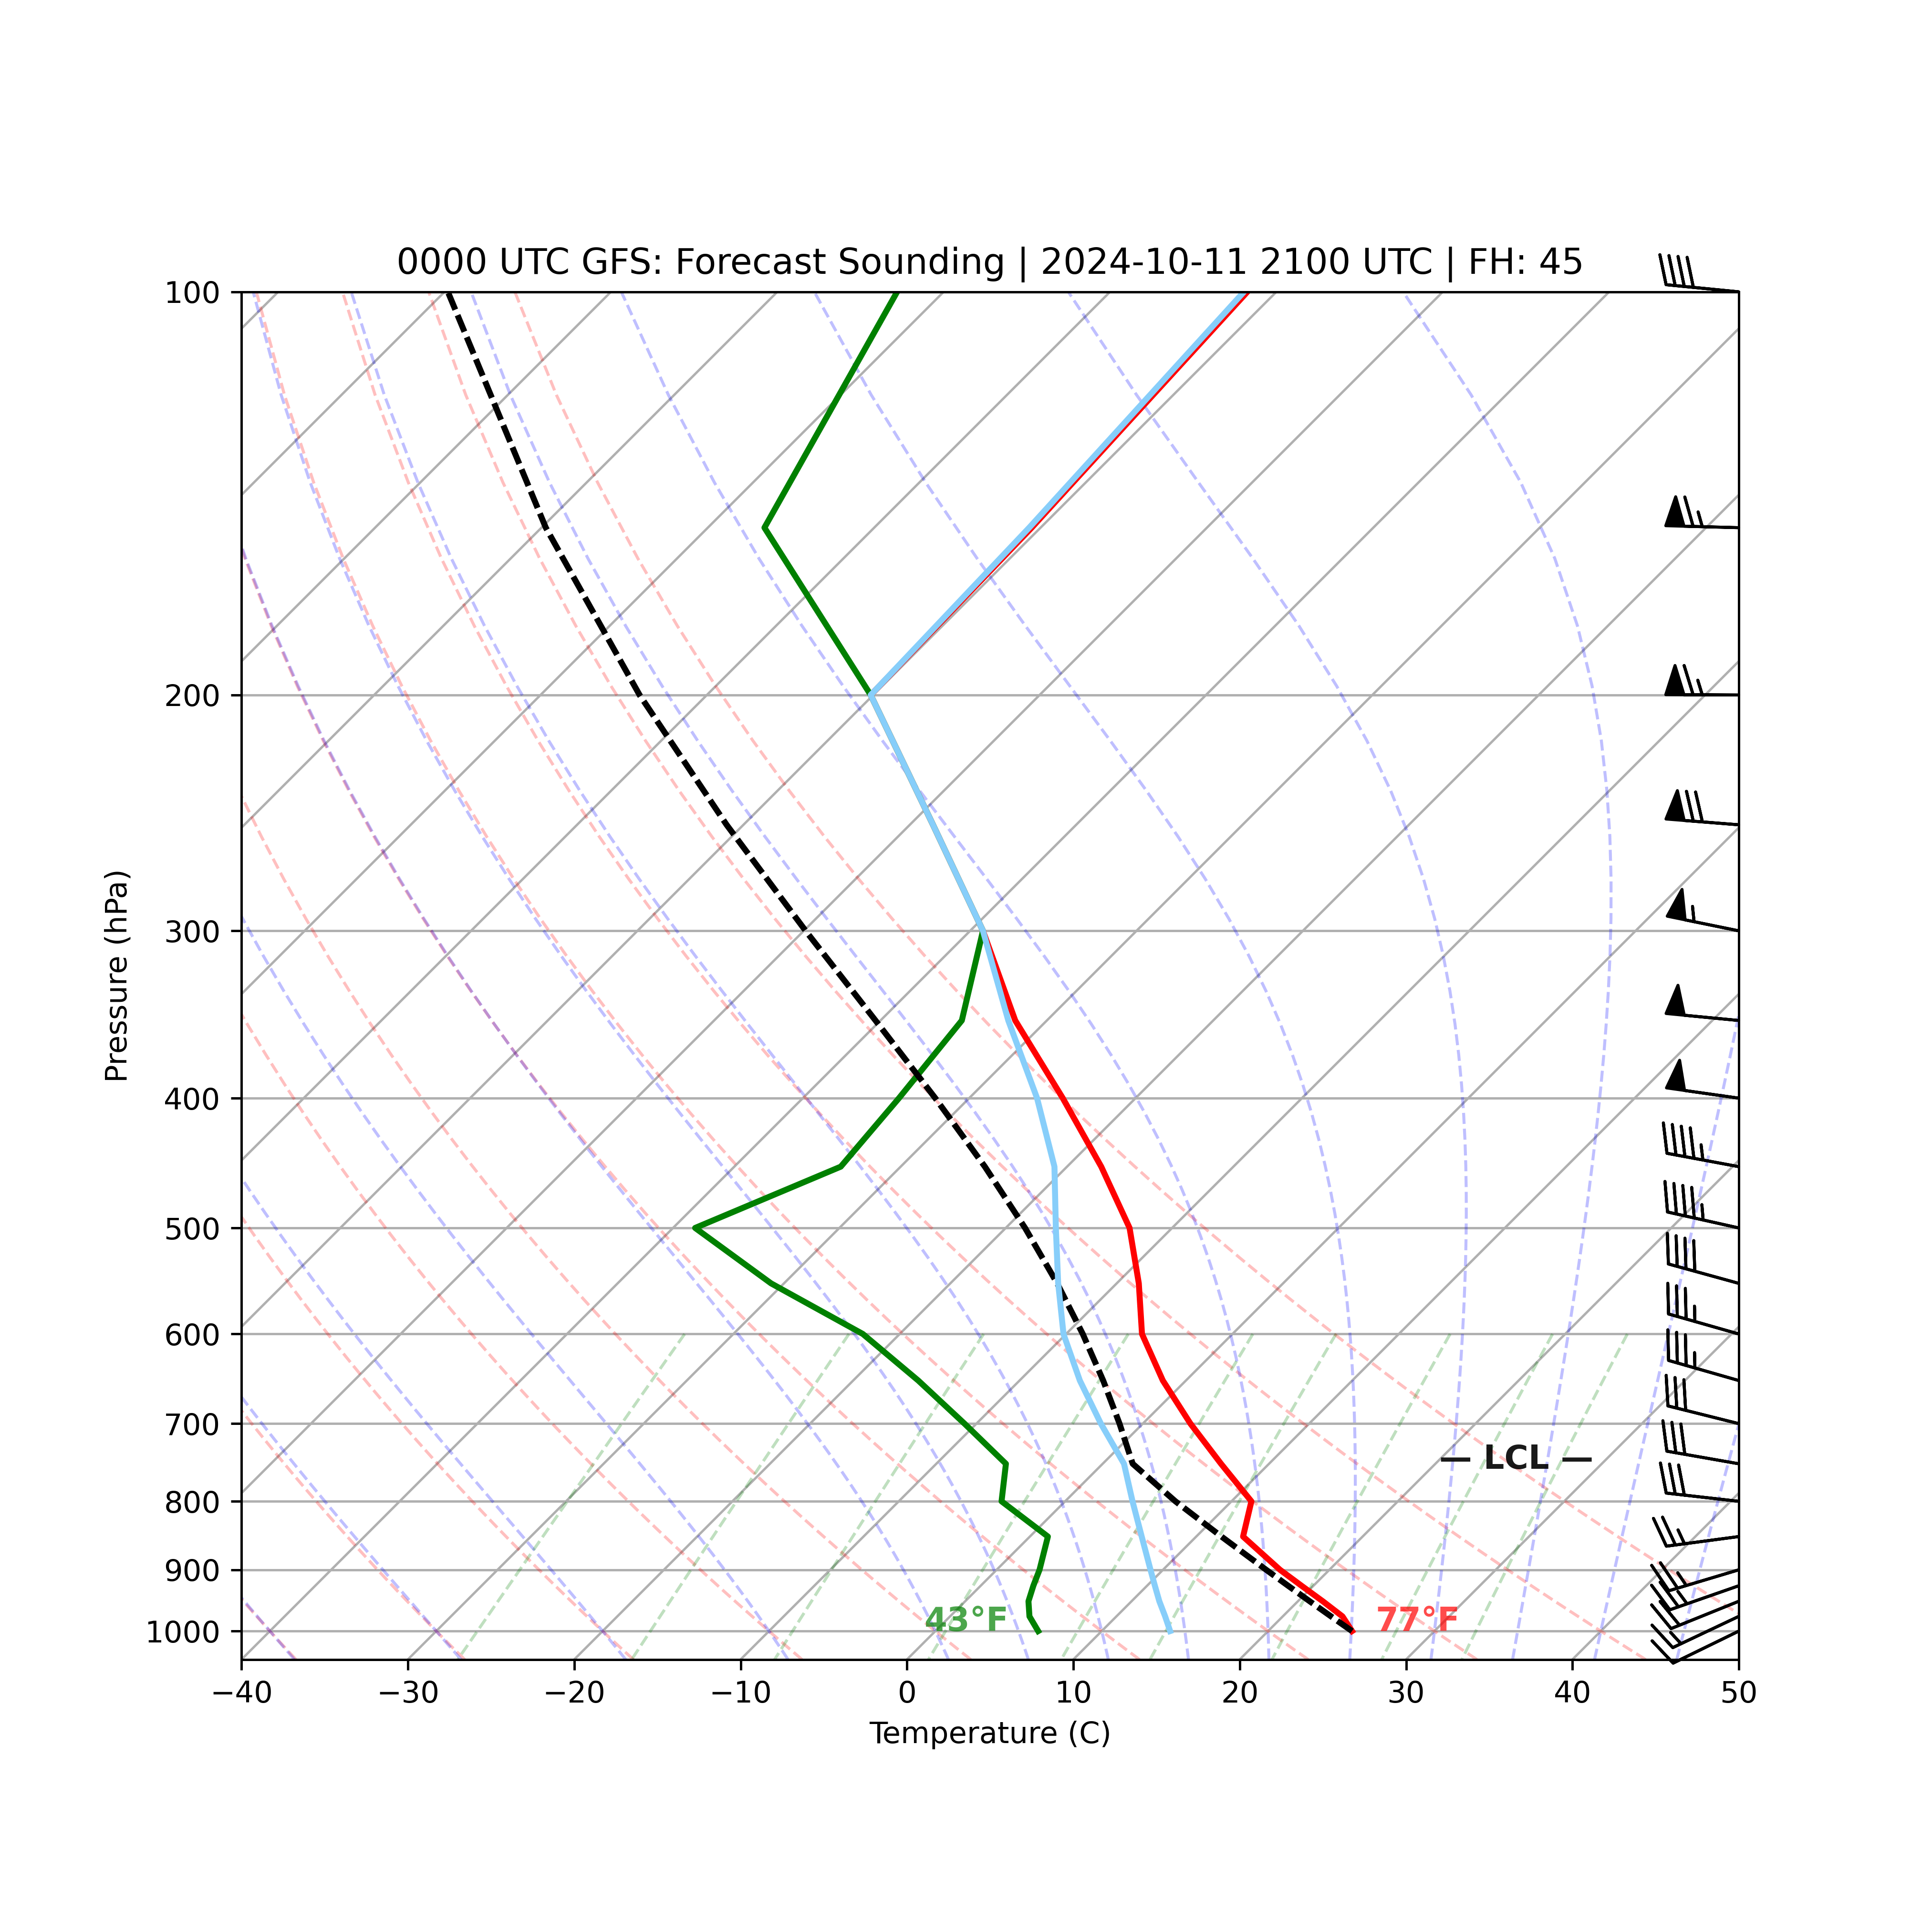 0000 UTC GFS: Forecast Sounding | 2024-10-11 2100 UTC | FH: 45
100
200
300
400
500
600
700
800
900
1000
Pressure (hPa)
— LCL —
43°F
77°F
−40 −30 −20 −10 0 10 20 30 40 50
Temperature (C)